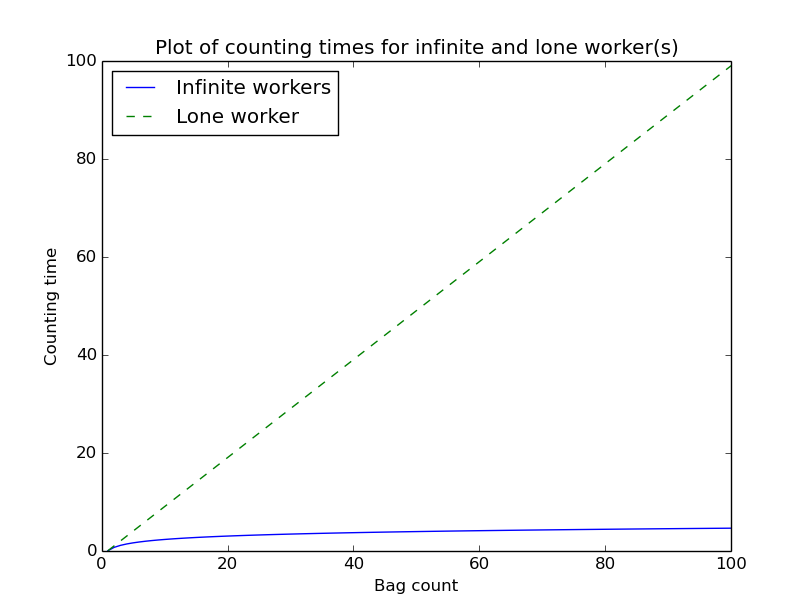 Plot of counting times for infinite and lone worker(s)
Infinite workers
Lone worker
100
80
60
40
20
0
Counting time
0 20 40 60 80 100
Bag count